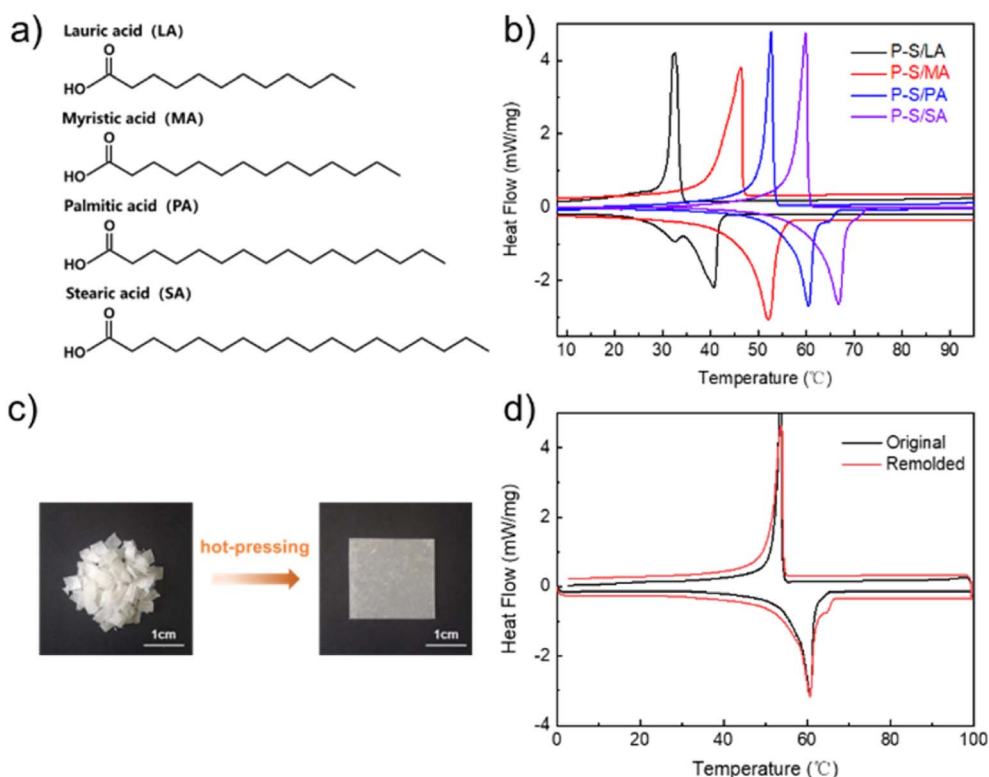 a)
Lauric acid (LA)
O
HO
Myristic acid (MA)
O
HO
Palmitic acid (PA)
O
HO
Stearic acid (SA)
O
HO
b)
P-S/LA
P-S/MA
P-S/PA
P-S/SA
Heat Flow (mW/mg)
4
2
0
-2
10 20 30 40 50 60 70 80 90
Temperature (℃)
c)
hot-pressing
1cm
1cm
d)
Original
Remolded
Heat Flow (mW/mg)
4
2
0
-2
-4
0 20 40 60 80 100
Temperature (℃)